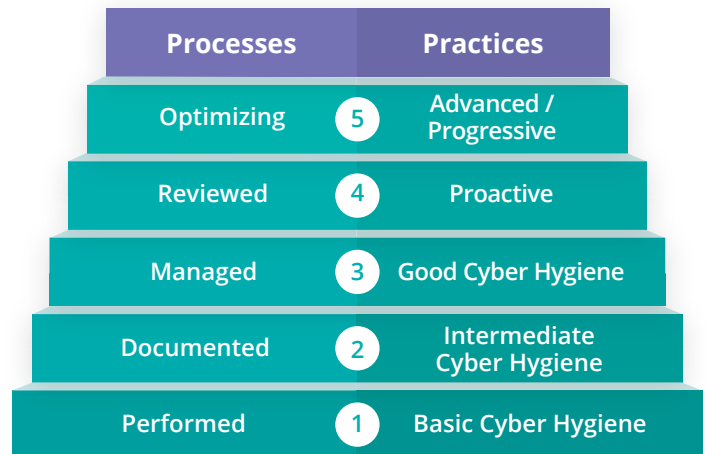 Processes Practices
Optimizing 5 Advanced /
Progressive
Reviewed 4 Proactive
Managed 3 Good Cyber Hygiene
Documented 2 Intermediate
Cyber Hygiene
Performed 1 Basic Cyber Hygiene